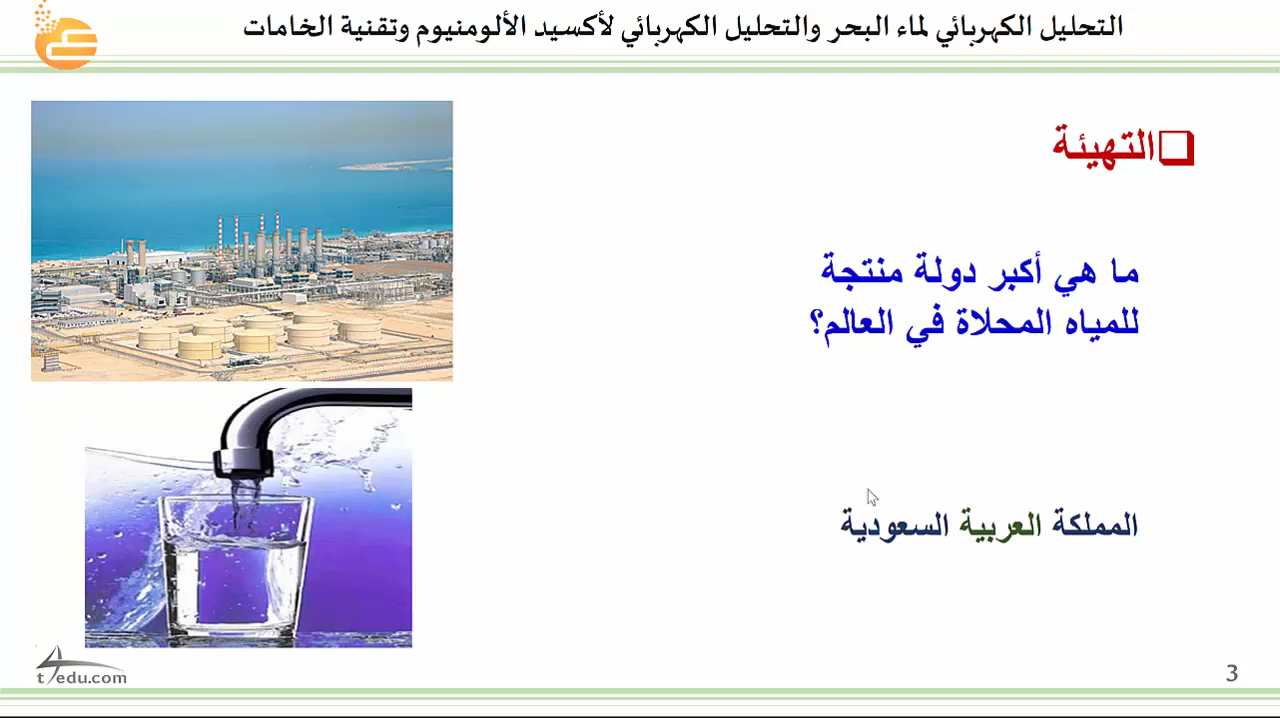 التحليل الكهربائي لماء البحر والتحليل الكهربائي لأكسيد الألومنيوم وتقنية الخامات
التهيئة
ما هي أكبر دولة منتجة
للمياه المحلاة في العالم؟
المملكة العربية السعودية
t4edu.com
3